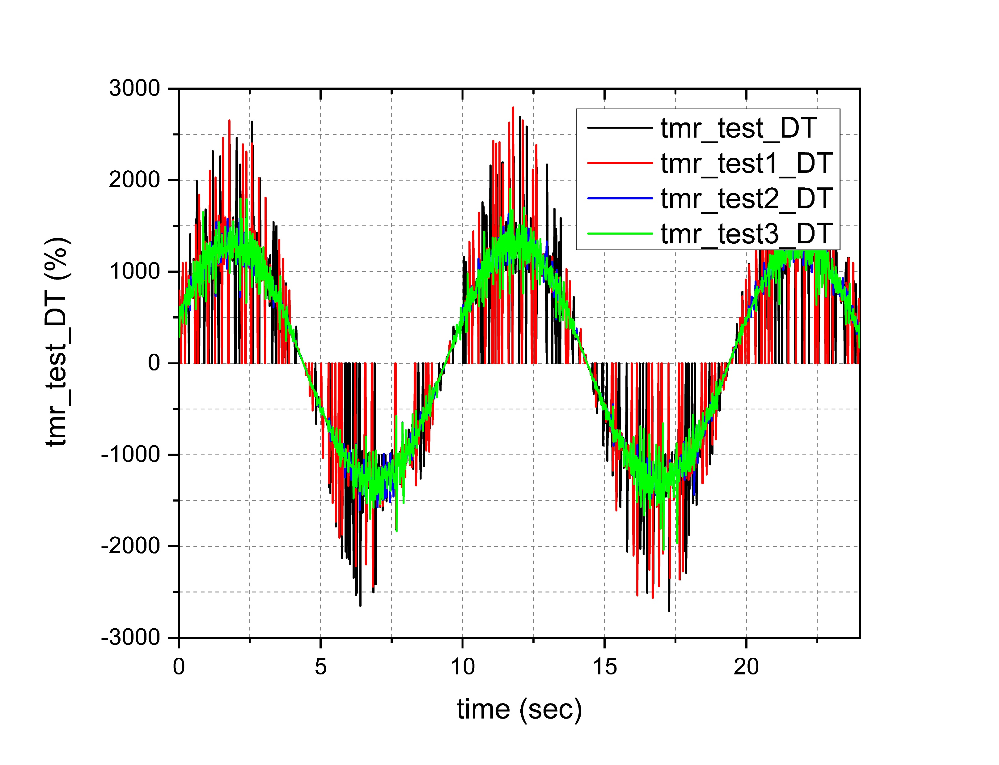 3000
2000
1000
0
-1000
-2000
-3000
tmr_test_DT (%)
tmr_test_DT
tmr_test1_DT
tmr_test2_DT
tmr_test3_DT
0 5 10 15 20
time (sec)